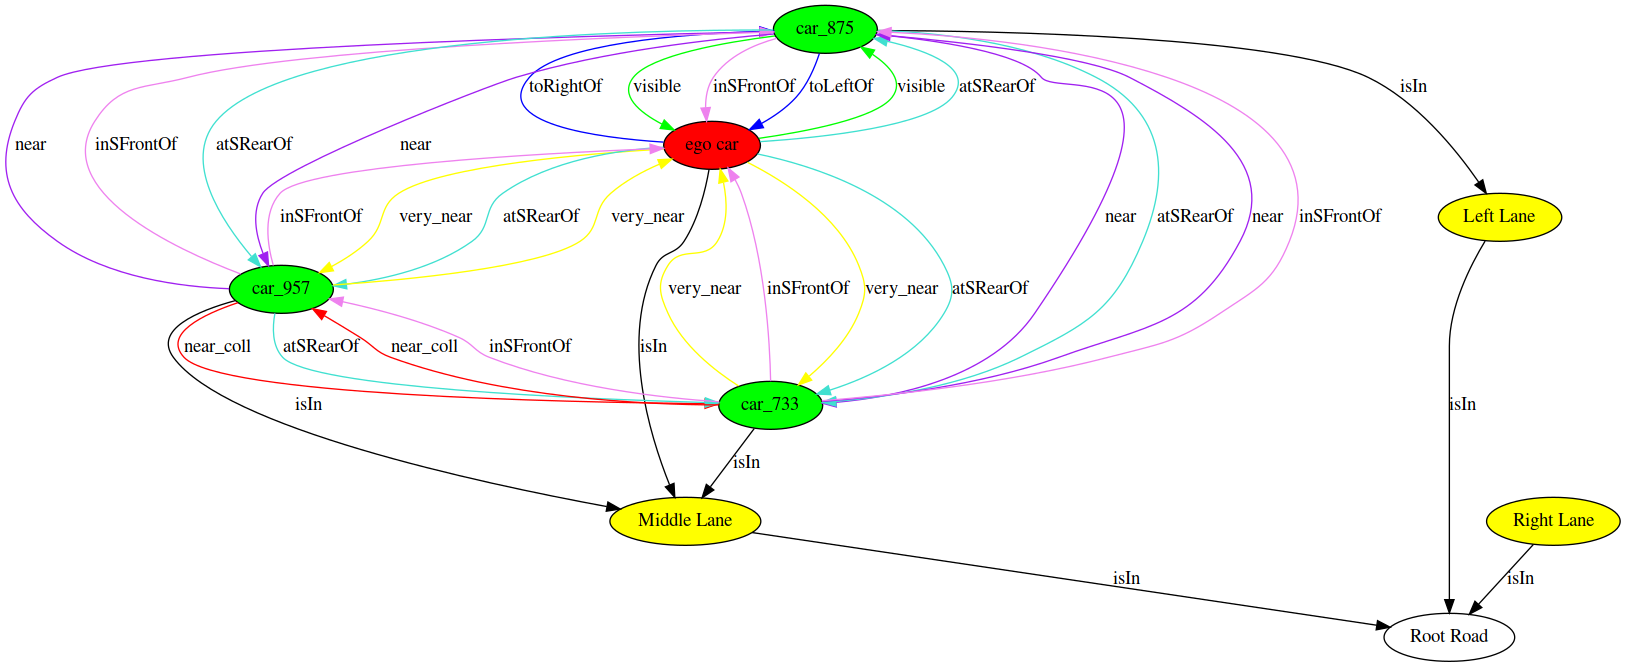 car_875
toRightOf
visible
inSFrontOf
toLeftOf
visible
atSRearOf
isIn
near
inSFrontOf
atSRearOf
near
ego car
inSFrontOf
very_near
atSRearOf
very_near
near
atSRearOf
near
inSFrontOf
Left Lane
car_957
very_near
inSFrontOf
very_near
atSRearOf
near_coll
atSRearOf
near_coll
inSFrontOf
isIn
isIn
car_733
isIn
isIn
Middle Lane
Right Lane
isIn
isIn
Root Road